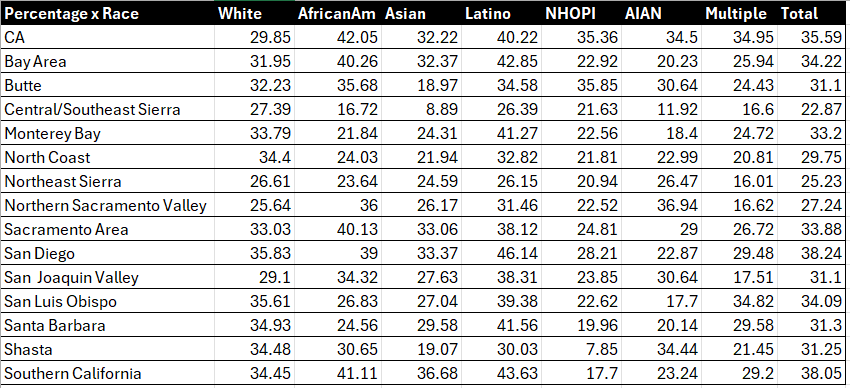 Percentage x Race White AfricanAm Asian Latino NHOPI AIAN Multiple Total
CA 29.85 42.05 32.22 40.22 35.36 34.5 34.95 35.59
Bay Area 31.95 40.26 32.37 42.85 22.92 20.23 25.94 34.22
Butte 32.23 35.68 18.97 34.58 35.85 30.64 24.43 31.1
Central/Southeast Sierra 27.39 16.72 8.89 26.39 21.63 11.92 16.6 22.87
Monterey Bay 33.79 21.84 24.31 41.27 22.56 18.4 24.72 33.2
North Coast 34.4 24.03 21.94 32.82 21.81 22.99 20.81 29.75
Northeast Sierra 26.61 23.64 24.59 26.15 20.94 26.47 16.01 25.23
Northern Sacramento Valley 25.64 36 26.17 31.46 22.52 36.94 16.62 27.24
Sacramento Area 33.03 40.13 33.06 38.12 24.81 29 26.72 33.88
San Diego 35.83 39 33.37 46.14 28.21 22.87 29.48 38.24
San Joaquin Valley 29.1 34.32 27.63 38.31 23.85 30.64 17.51 31.1
San Luis Obispo 35.61 26.83 27.04 39.38 22.62 17.7 34.82 34.09
Santa Barbara 34.93 24.56 29.58 41.56 19.96 20.14 29.58 31.3
Shasta 34.48 30.65 19.07 30.03 7.85 34.44 21.45 31.25
Southern California 34.45 41.11 36.68 43.63 17.7 23.24 29.2 38.05